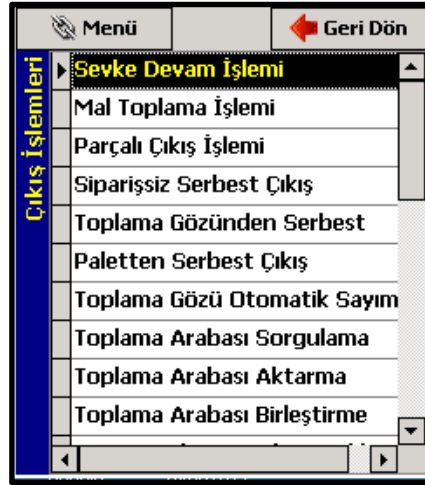 Menü
Geri Dön
Çıkış İşlemleri
Sevke Devam İşlemi
Mal Toplama İşlemi
Parçalı Çıkış İşlemi
Siparişsiz Serbest Çıkış
Toplama Gözünden Serbest
Paletten Serbest Çıkış
Toplama Gözü Otomatik Sayım
Toplama Arabası Sorgulama
Toplama Arabası Aktarma
Toplama Arabası Birleştirme